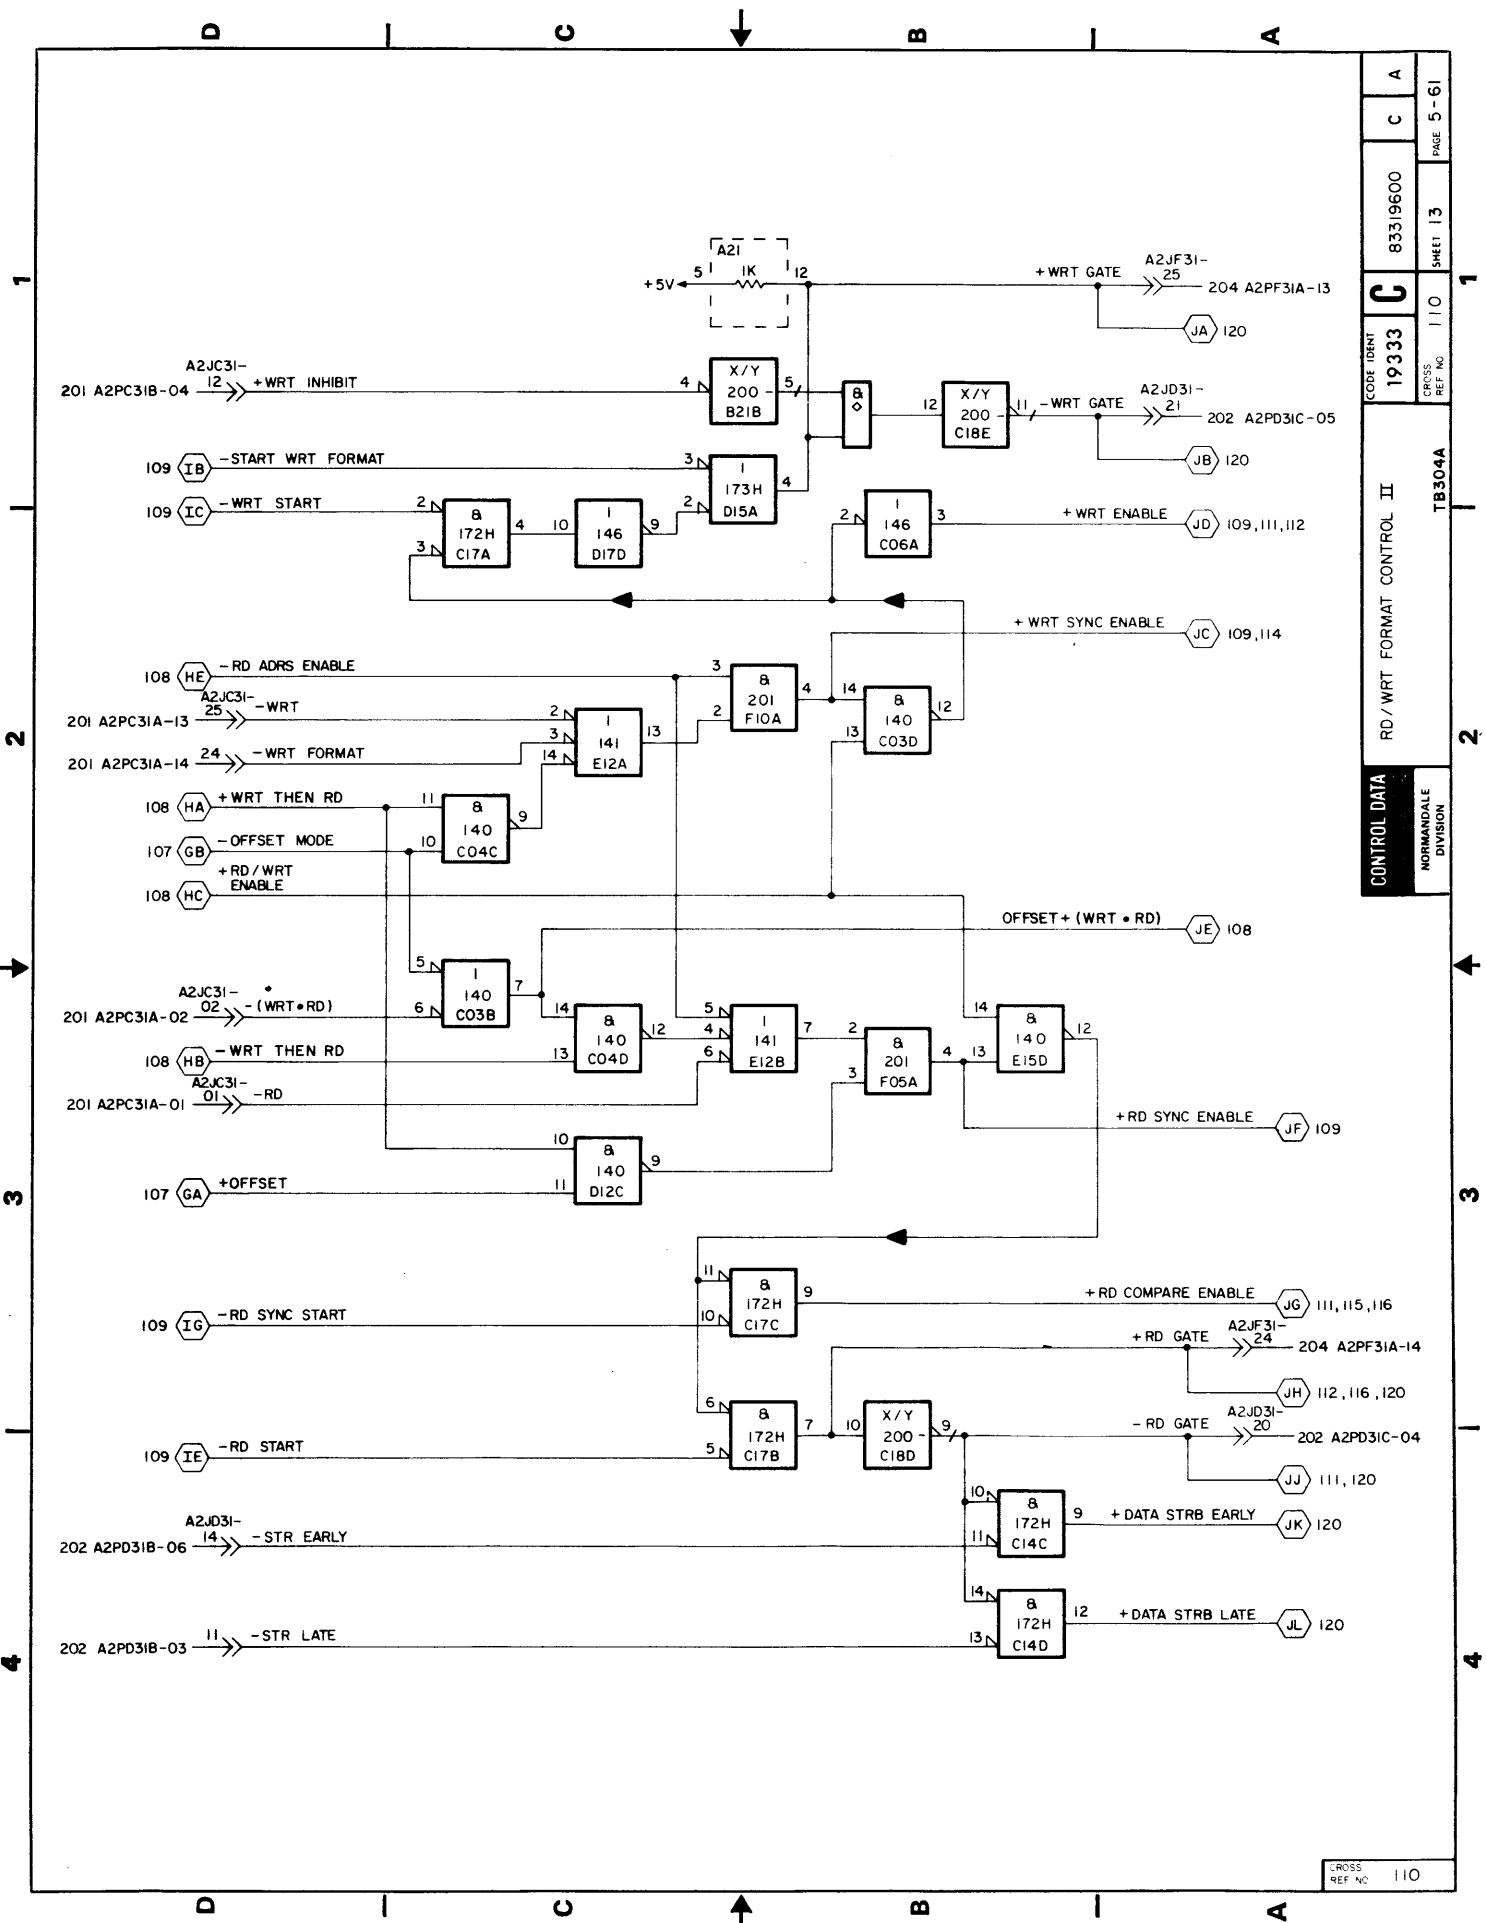 D C B A
A21
5 1K 12
+5V
+WRT GATE
A2JF31-
25
204 A2PF31A-13
JA 120
1 1
A2JC31-
201 A2PC31B-04 12 +WRT INHIBIT
4 X/Y 5
200
B21B
&
◇
12 X/Y 11
200
C18E
-WRT GATE
A2JD31-
21
202 A2PD31C-05
JB 120
109 IB -START WRT FORMAT
3 1
173H 4
2 D15A
109 IC -WRT START
2 &
172H 4
3 C17A
10 1 9
146
D17D
2 1 3
146
C06A
+WRT ENABLE
JD 109,111,112
+WRT SYNC ENABLE
JC 109,114
108 HE -RD ADRS ENABLE
3 &
201 4
2 F10A
A2JC31-
201 A2PC31A-13 25 -WRT
201 A2PC31A-14 24 -WRT FORMAT
2 1
3 141 13
14 E12A
14 &
140 12
13 C03D
2 2
108 HA +WRT THEN RD
107 GB -OFFSET MODE
11 &
140 9
10 C04C
+RD/WRT
ENABLE
108 HC
OFFSET+(WRT•RD)
JE 108
5 1
140 7
6 C03B
A2JC31-
201 A2PC31A-02 02 -(WRT•RD)
108 HB -WRT THEN RD
14 &
140 12
13 C04D
5 1
4 141 7
6 E12B
2 &
201 4
3 F05A
14 &
140 12
13 E15D
A2JC31-
201 A2PC31A-01 01 -RD
+RD SYNC ENABLE
JF 109
10 &
140 9
11 D12C
107 GA +OFFSET
3 3
11 &
172H 9
10 C17C
+RD COMPARE ENABLE
JG 111,115,116
109 IG -RD SYNC START
+RD GATE
A2JF31-
24
204 A2PF31A-14
JH 112,116,120
6 &
172H 7
5 C17B
10 X/Y 9
200
C18D
-RD GATE
A2JD31-
20
202 A2PD31C-04
JJ 111,120
109 IE -RD START
A2JD31-
202 A2PD31B-06 14 -STR EARLY
10 &
172H 9
11 C14C
+DATA STRB EARLY
JK 120
14 &
172H 12
13 C14D
+DATA STRB LATE
JL 120
202 A2PD31B-03 11 -STR LATE
4 4
CONTROL DATA
NORMANDALE
DIVISION
RD/WRT FORMAT CONTROL II
TB304A
CODE IDENT
19333
C
83319600
C
A
CROSS
REF NO
110
SHEET 13
PAGE 5-61
CROSS
REF NO 110
D C B A